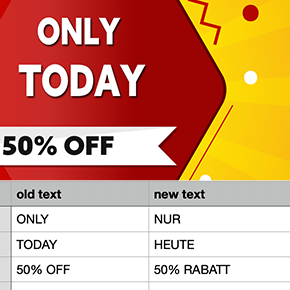 ONLY
TODAY
50% OFF
old text new text
ONLY NUR
TODAY HEUTE
50% OFF 50% RABATT